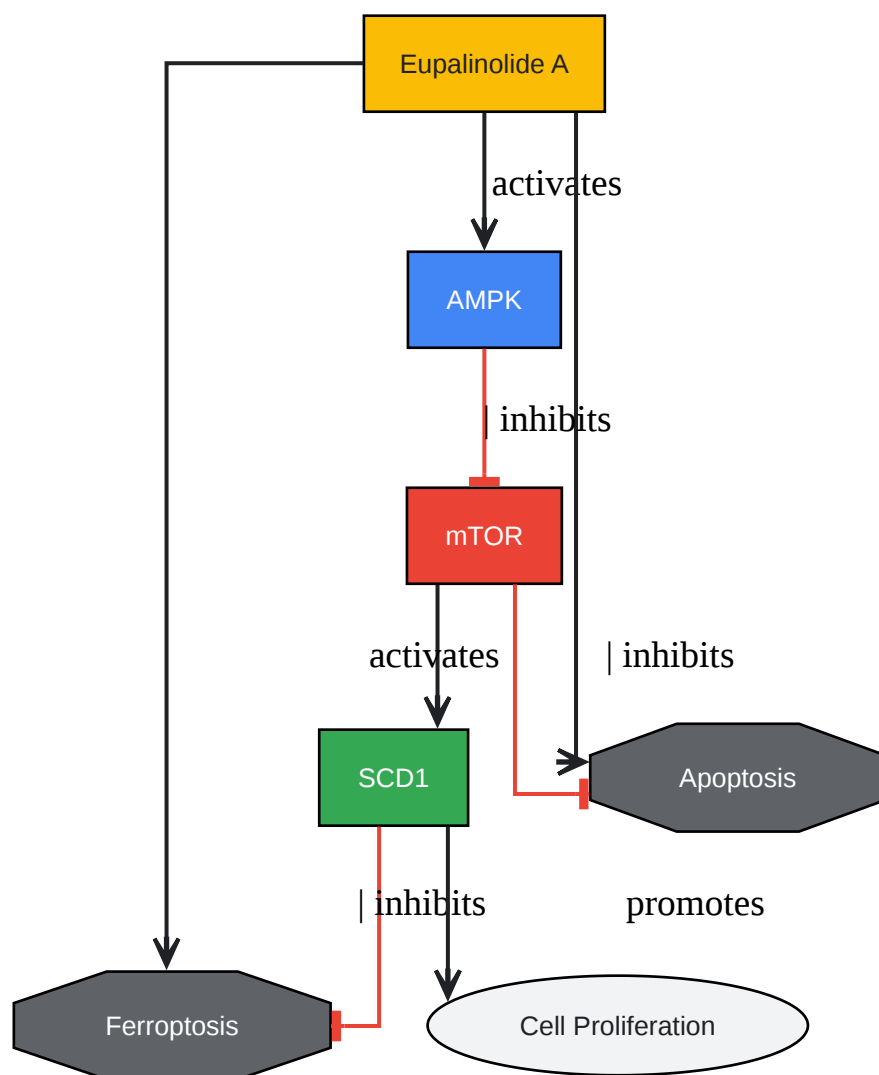 Eupalinolide A
activates
AMPK
| inhibits
mTOR
activates
| inhibits
SCD1
Apoptosis
| inhibits
promotes
Ferroptosis
Cell Proliferation